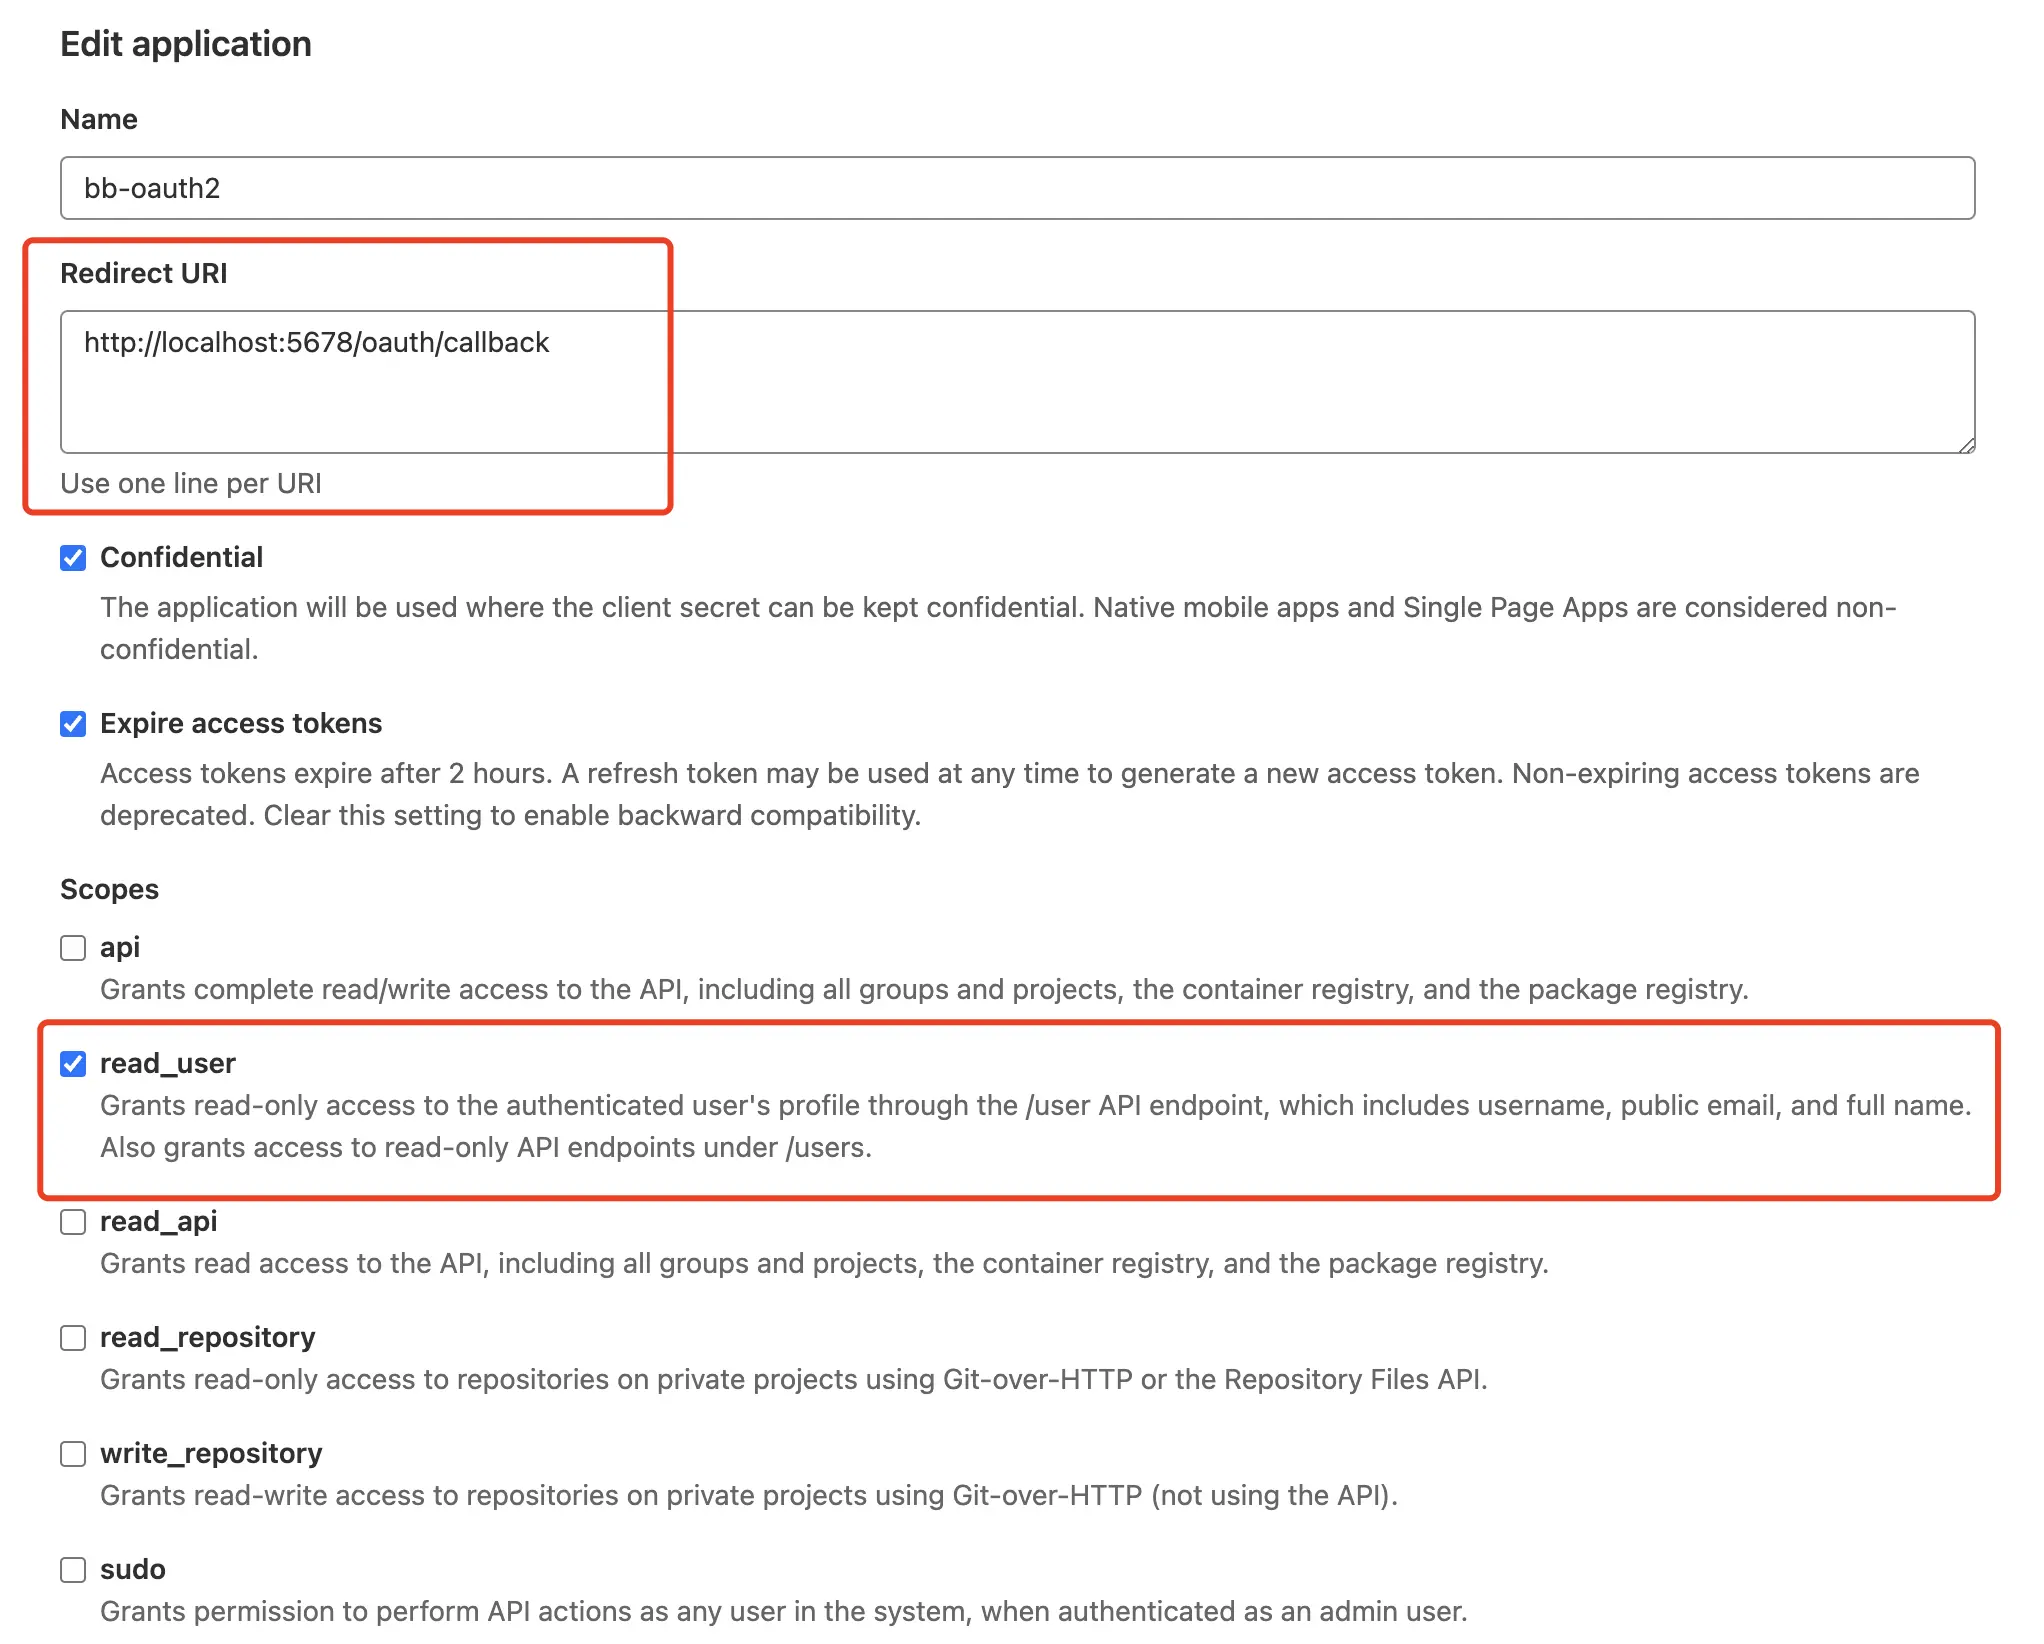 Edit application
Name
bb-oauth2
Redirect URI
http://localhost:5678/oauth/callback
Use one line per URI
Confidential
The application will be used where the client secret can be kept confidential. Native mobile apps and Single Page Apps are considered non-
confidential.
Expire access tokens
Access tokens expire after 2 hours. A refresh token may be used at any time to generate a new access token. Non-expiring access tokens are
deprecated. Clear this setting to enable backward compatibility.
Scopes
api
Grants complete read/write access to the API, including all groups and projects, the container registry, and the package registry.
read_user
Grants read-only access to the authenticated user's profile through the /user API endpoint, which includes username, public email, and full name.
Also grants access to read-only API endpoints under /users.
read_api
Grants read access to the API, including all groups and projects, the container registry, and the package registry.
read_repository
Grants read-only access to repositories on private projects using Git-over-HTTP or the Repository Files API.
write_repository
Grants read-write access to repositories on private projects using Git-over-HTTP (not using the API).
sudo
Grants permission to perform API actions as any user in the system, when authenticated as an admin user.